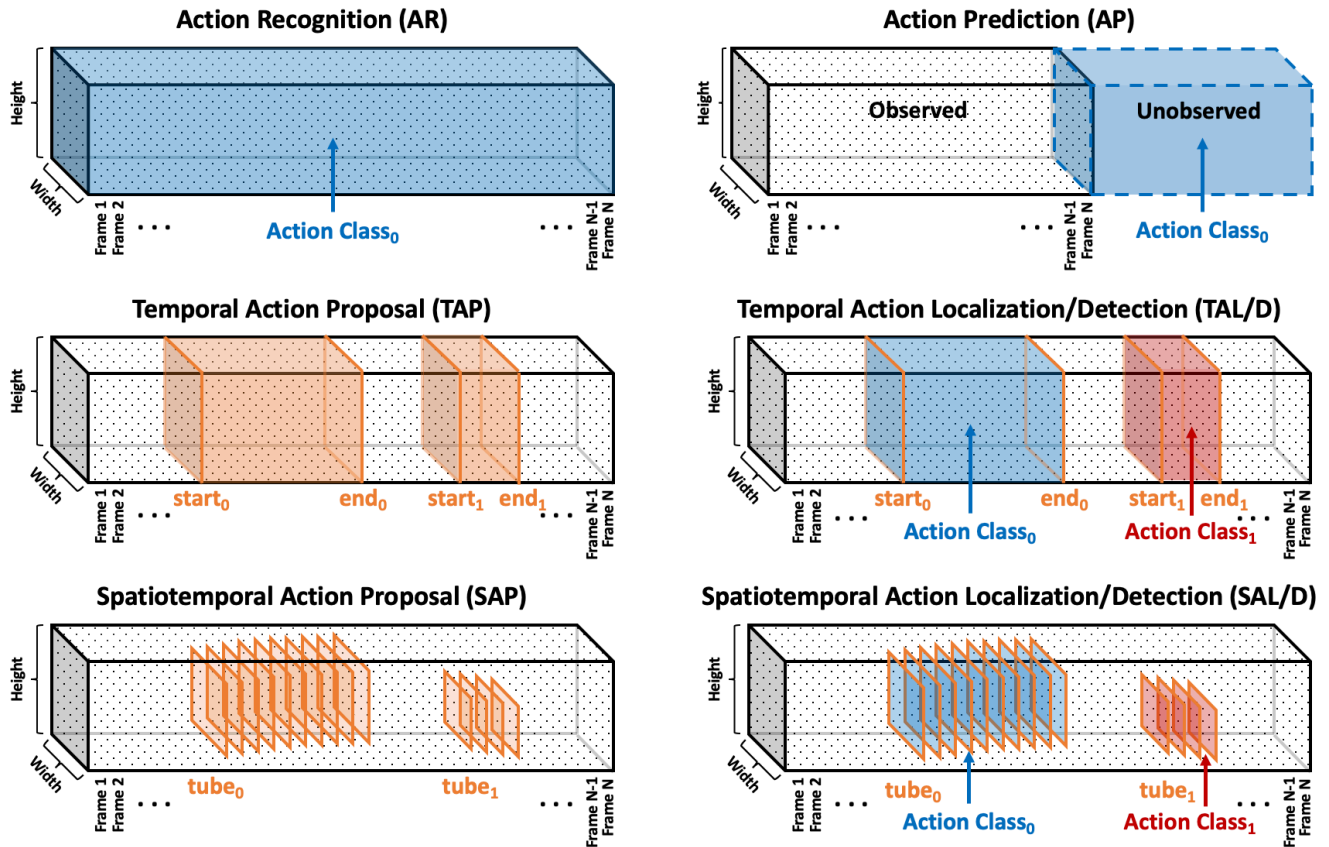 Action Recognition (AR)
Height
Width
Frame 1
Frame 2
...
Action Class₀
...
Frame N-1
Frame N
Action Prediction (AP)
Observed
Unobserved
Height
Width
Frame 1
Frame 2
...
...
Frame N-1
Frame N
Action Class₀
Temporal Action Proposal (TAP)
Height
Width
Frame 1
Frame 2
...
start₀
end₀
start₁
end₁
...
Frame N-1
Frame N
Temporal Action Localization/Detection (TAL/D)
Height
Width
Frame 1
Frame 2
...
start₀
end₀
start₁
end₁
Action Class₀
Action Class₁
...
Frame N-1
Frame N
Spatiotemporal Action Proposal (SAP)
Height
Width
Frame 1
Frame 2
...
tube₀
tube₁
...
Frame N-1
Frame N
Spatiotemporal Action Localization/Detection (SAL/D)
Height
Width
Frame 1
Frame 2
...
tube₀
tube₁
Action Class₀
Action Class₁
...
Frame N-1
Frame N